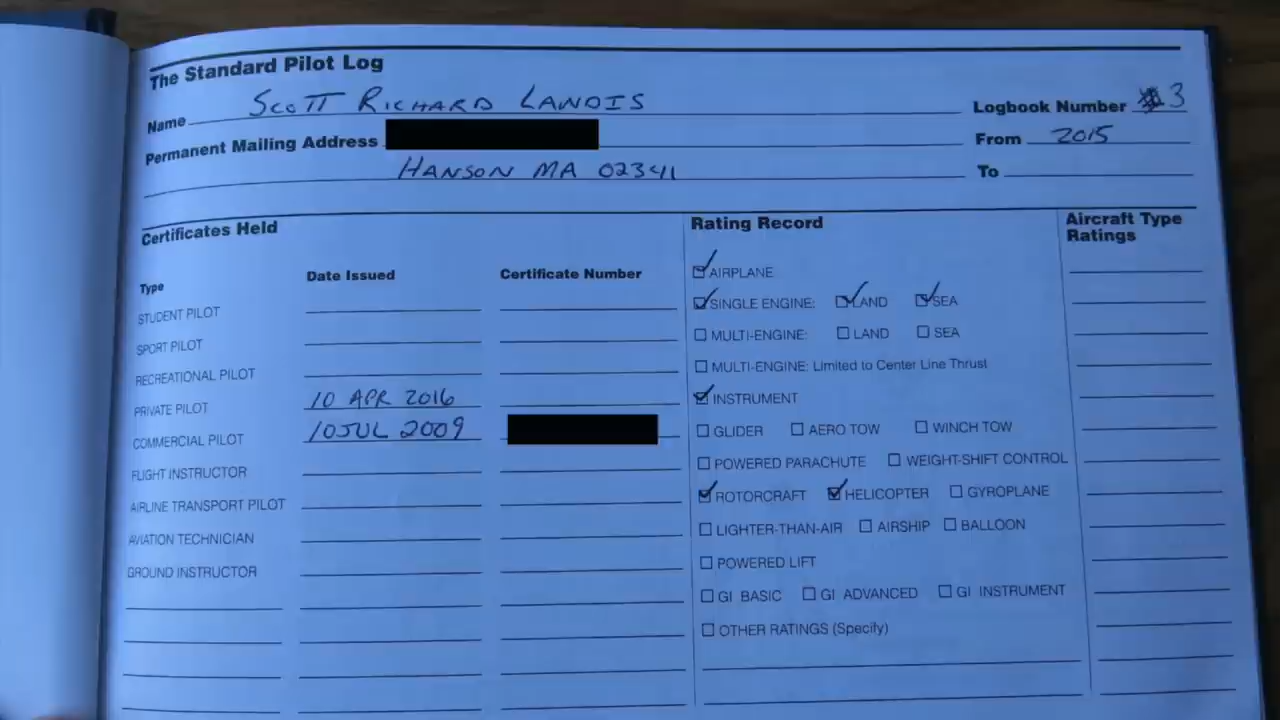 The Standard Pilot Log
Name SCOTT RICHARD LANDIS
Logbook Number 3
Permanent Mailing Address
From 2015
HANSON MA 02341
To
Certificates Held
Rating Record
Aircraft Type Ratings
Type Date Issued Certificate Number
AIRPLANE
STUDENT PILOT
SINGLE ENGINE: LAND SEA
SPORT PILOT
MULTI-ENGINE: LAND SEA
RECREATIONAL PILOT
MULTI-ENGINE: Limited to Center Line Thrust
PRIVATE PILOT 10 APR 2016
INSTRUMENT
COMMERCIAL PILOT 10 JUL 2009
GLIDER AERO TOW WINCH TOW
FLIGHT INSTRUCTOR
POWERED PARACHUTE WEIGHT-SHIFT CONTROL
AIRLINE TRANSPORT PILOT
ROTORCRAFT HELICOPTER GYROPLANE
AVIATION TECHNICIAN
LIGHTER-THAN-AIR AIRSHIP BALLOON
GROUND INSTRUCTOR
POWERED LIFT
GI BASIC GI ADVANCED GI INSTRUMENT
OTHER RATINGS (Specify)